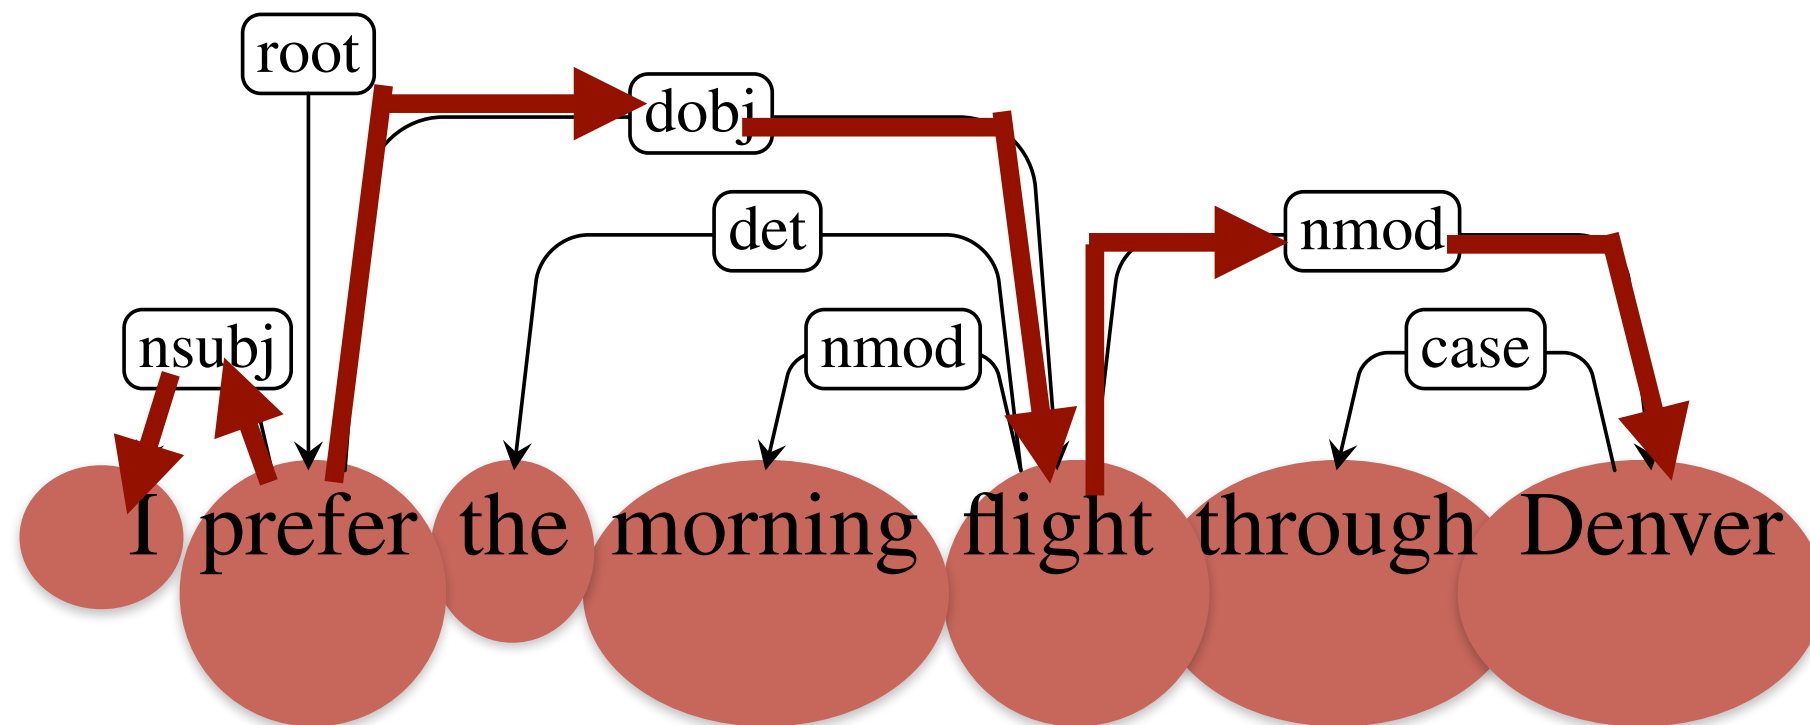 root
dobj
det
nmod
nsubj
nmod
case
I prefer the morning flight through Denver